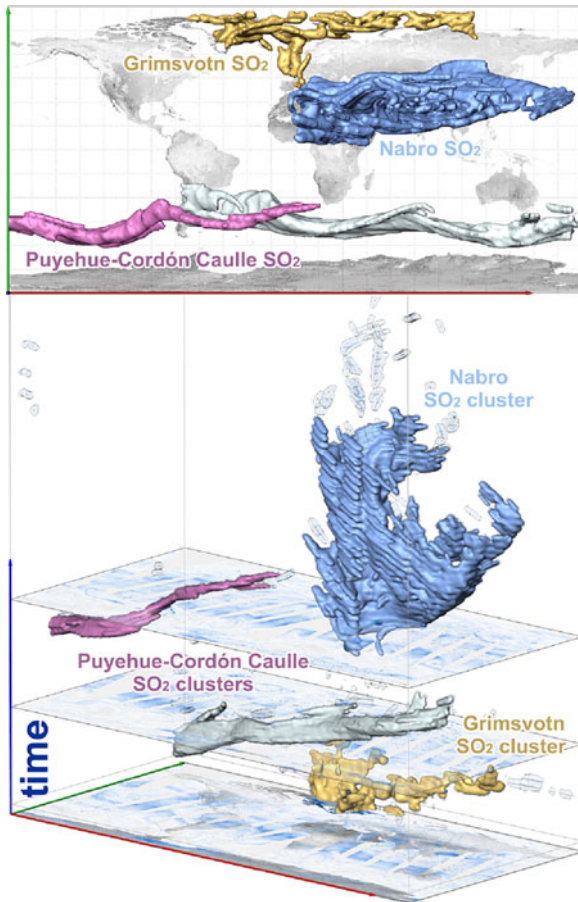 Grimsvotn SO₂
Nabro SO₂
Puyehue-Cordón Caulle SO₂
Nabro
SO₂ cluster
Puyehue-Cordón Caulle
SO₂ clusters
Grimsvotn
SO₂ cluster
time